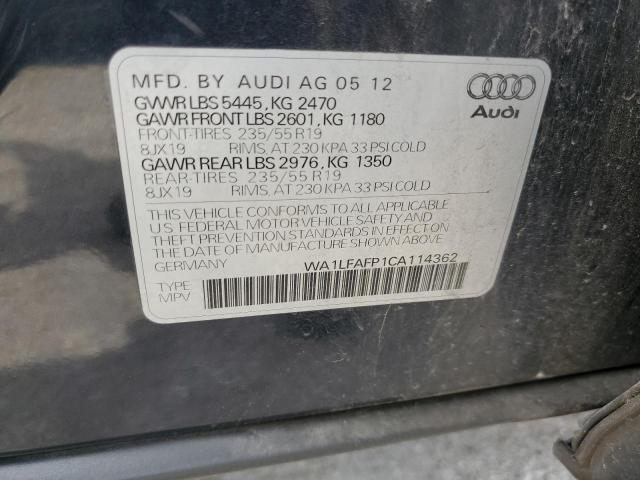 MFD. BY AUDI AG 05 12
GVWR LBS 5445, KG 2470
GAWR FRONT LBS 2601, KG 1180
FRONT-TIRES 235/55 R19
8JX19 RIMS, AT 230 KPA 33 PSI COLD
GAWR REAR LBS 2976, KG 1350
REAR-TIRES 235/55 R19
8JX19 RIMS, AT 230 KPA 33 PSI COLD
THIS VEHICLE CONFORMS TO ALL APPLICABLE
U.S. FEDERAL MOTOR VEHICLE SAFETY AND
THEFT PREVENTION STANDARDS IN EFFECT ON
THE DATE OF MANUFACTURE SHOWN ABOVE.
GERMANY
WA1LFAFP1CA114362
TYPE
MPV
Audi